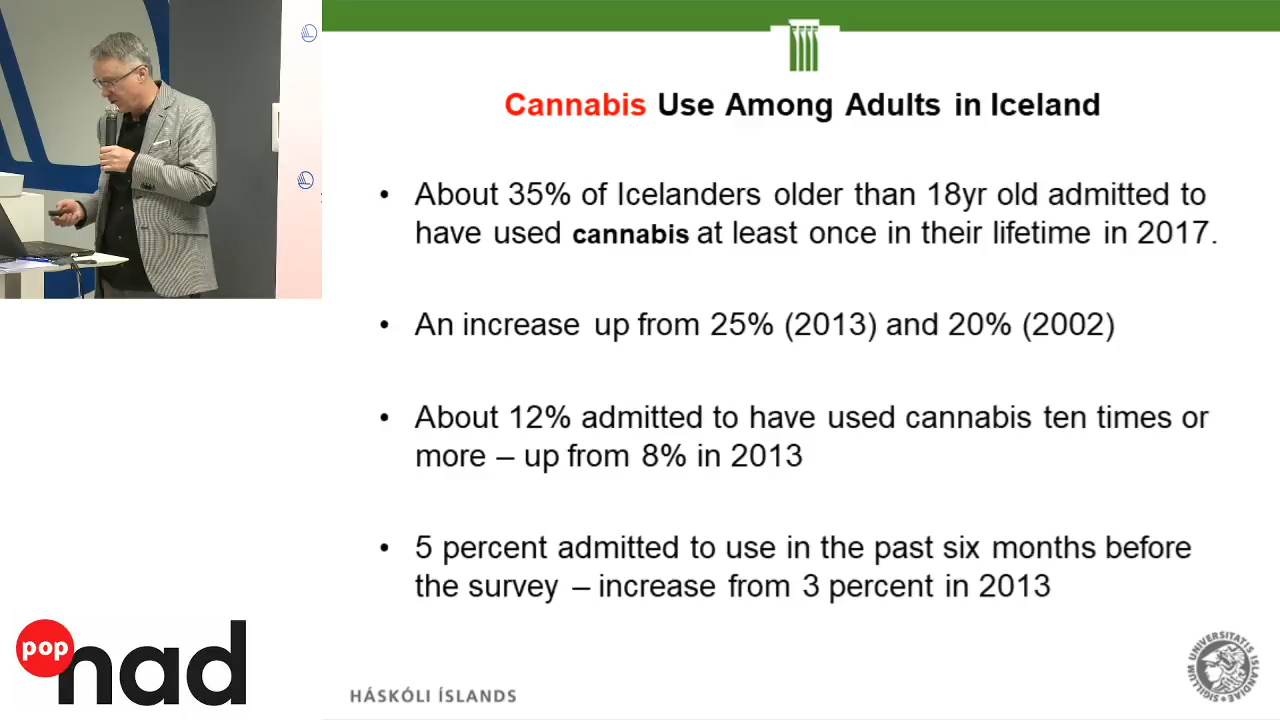 Cannabis Use Among Adults in Iceland
• About 35% of Icelanders older than 18yr old admitted to
have used cannabis at least once in their lifetime in 2017.
• An increase up from 25% (2013) and 20% (2002)
• About 12% admitted to have used cannabis ten times or
more – up from 8% in 2013
• 5 percent admitted to use in the past six months before
the survey – increase from 3 percent in 2013
pop
nad
HÁSKÓLI ÍSLANDS
SIGILLUM UNIVERSITATIS ISLANDIAE